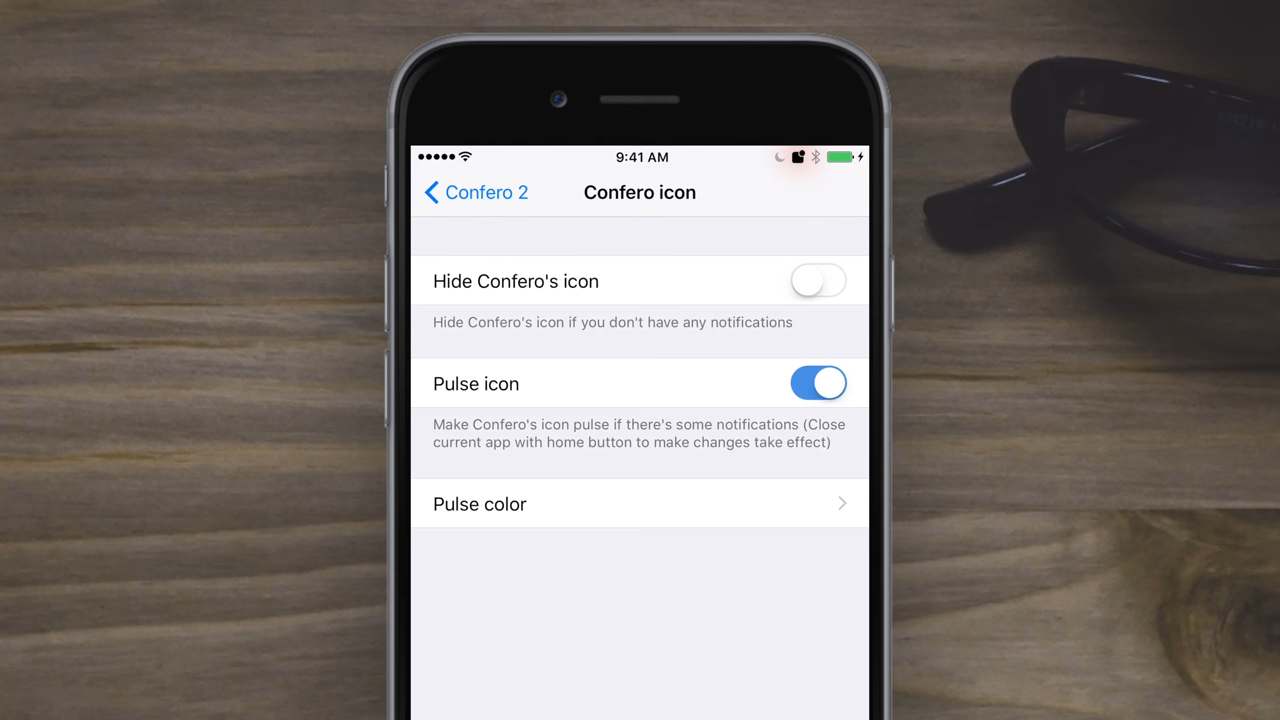 9:41 AM
Confero 2
Confero icon
Hide Confero's icon
Hide Confero's icon if you don't have any notifications
Pulse icon
Make Confero's icon pulse if there's some notifications (Close
current app with home button to make changes take effect)
Pulse color